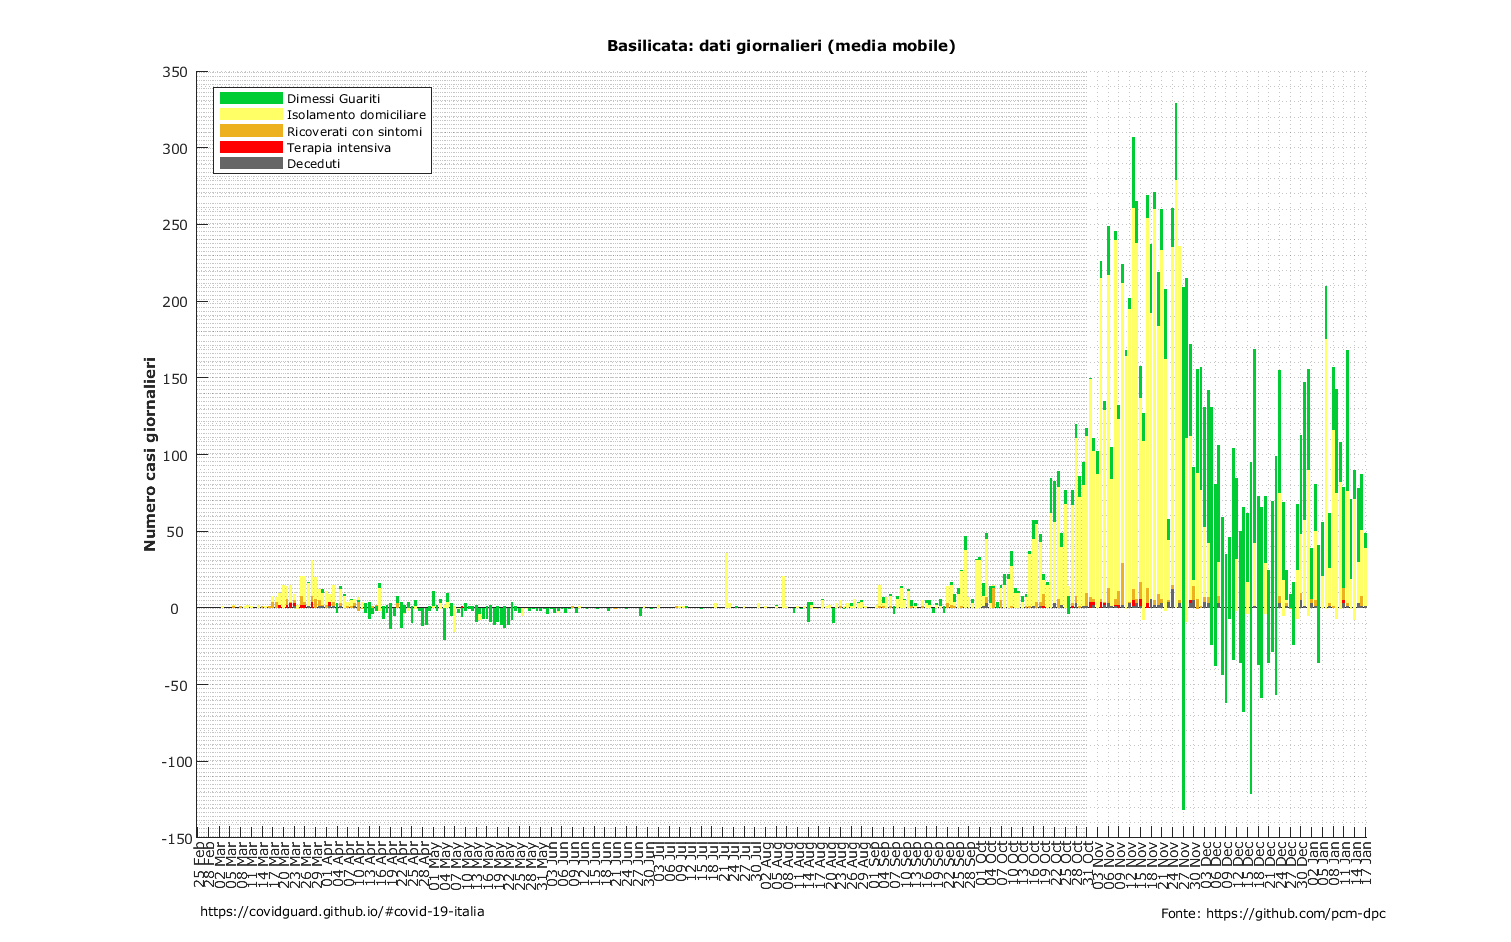 Basilicata: dati giornalieri (media mobile)
Dimessi Guariti
Isolamento domiciliare
Ricoverati con sintomi
Terapia intensiva
Deceduti
Numero casi giornalieri
350
300
250
200
150
100
50
0
-50
-100
-150
25 Feb
28 Feb
02 Mar
05 Mar
08 Mar
11 Mar
14 Mar
17 Mar
20 Mar
23 Mar
26 Mar
29 Mar
01 Apr
04 Apr
07 Apr
10 Apr
13 Apr
16 Apr
19 Apr
22 Apr
25 Apr
28 Apr
01 May
04 May
07 May
10 May
13 May
16 May
19 May
22 May
25 May
28 May
31 May
03 Jun
06 Jun
09 Jun
12 Jun
15 Jun
18 Jun
21 Jun
24 Jun
27 Jun
30 Jun
03 Jul
06 Jul
09 Jul
12 Jul
15 Jul
18 Jul
21 Jul
24 Jul
27 Jul
30 Jul
02 Aug
05 Aug
08 Aug
11 Aug
14 Aug
17 Aug
20 Aug
23 Aug
26 Aug
29 Aug
01 Sep
04 Sep
07 Sep
10 Sep
13 Sep
16 Sep
19 Sep
22 Sep
25 Sep
28 Sep
01 Oct
04 Oct
07 Oct
10 Oct
13 Oct
16 Oct
19 Oct
22 Oct
25 Oct
28 Oct
31 Oct
03 Nov
06 Nov
09 Nov
12 Nov
15 Nov
18 Nov
21 Nov
24 Nov
27 Nov
30 Nov
03 Dec
06 Dec
09 Dec
12 Dec
15 Dec
18 Dec
21 Dec
24 Dec
27 Dec
30 Dec
02 Jan
05 Jan
08 Jan
11 Jan
14 Jan
17 Jan
https://covidguard.github.io/#covid-19-italia
Fonte: https://github.com/pcm-dpc